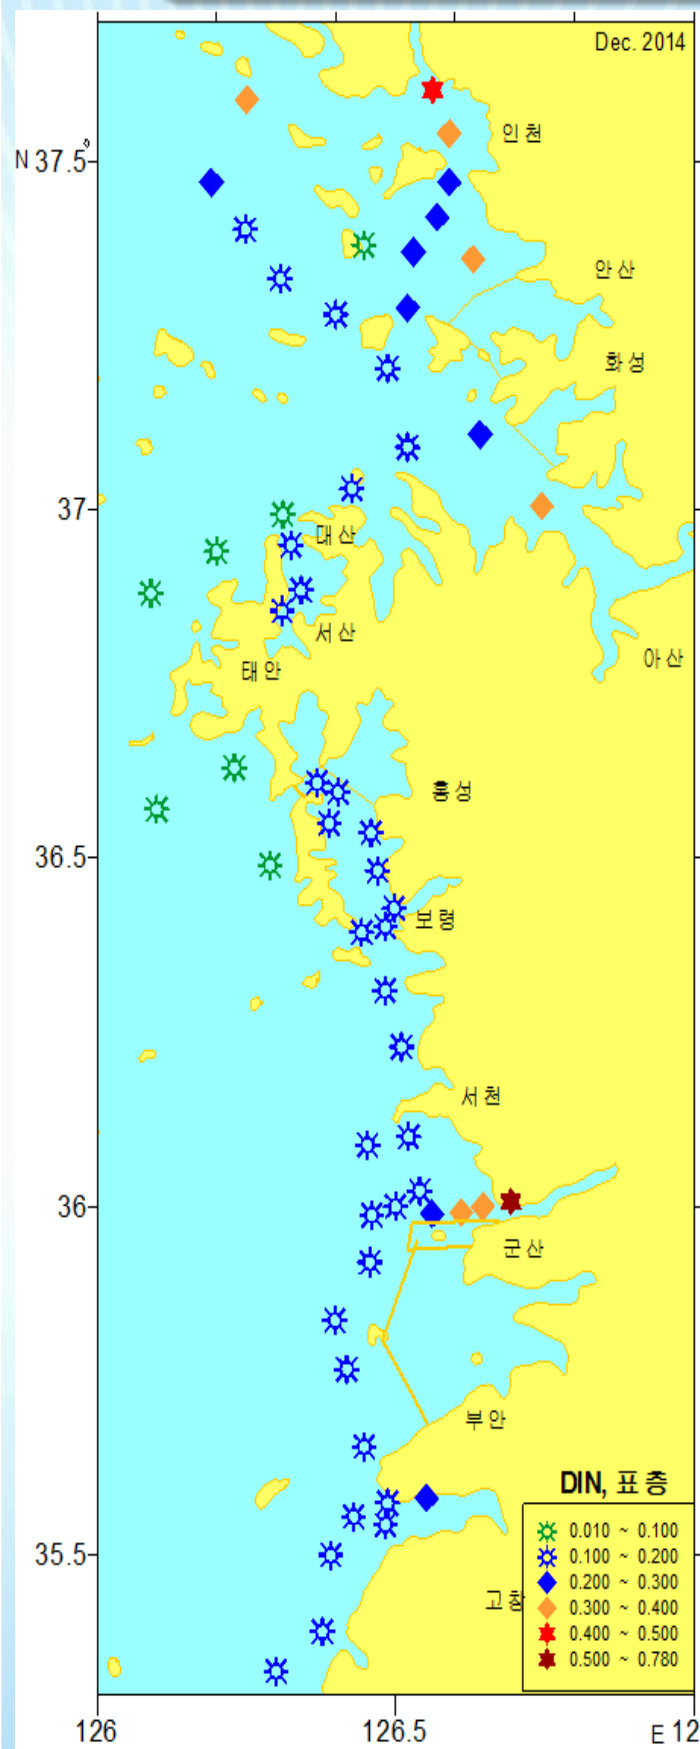 Dec. 2014
인천
N 37.5°
안산
화성
37
대산
서산
아산
태안
홍성
36.5
보령
서천
36
군산
부안
DIN, 표층
0.010 ~ 0.100
35.5
0.100 ~ 0.200
0.200 ~ 0.300
고창
0.300 ~ 0.400
0.400 ~ 0.500
0.500 ~ 0.780
126
126.5
E 12